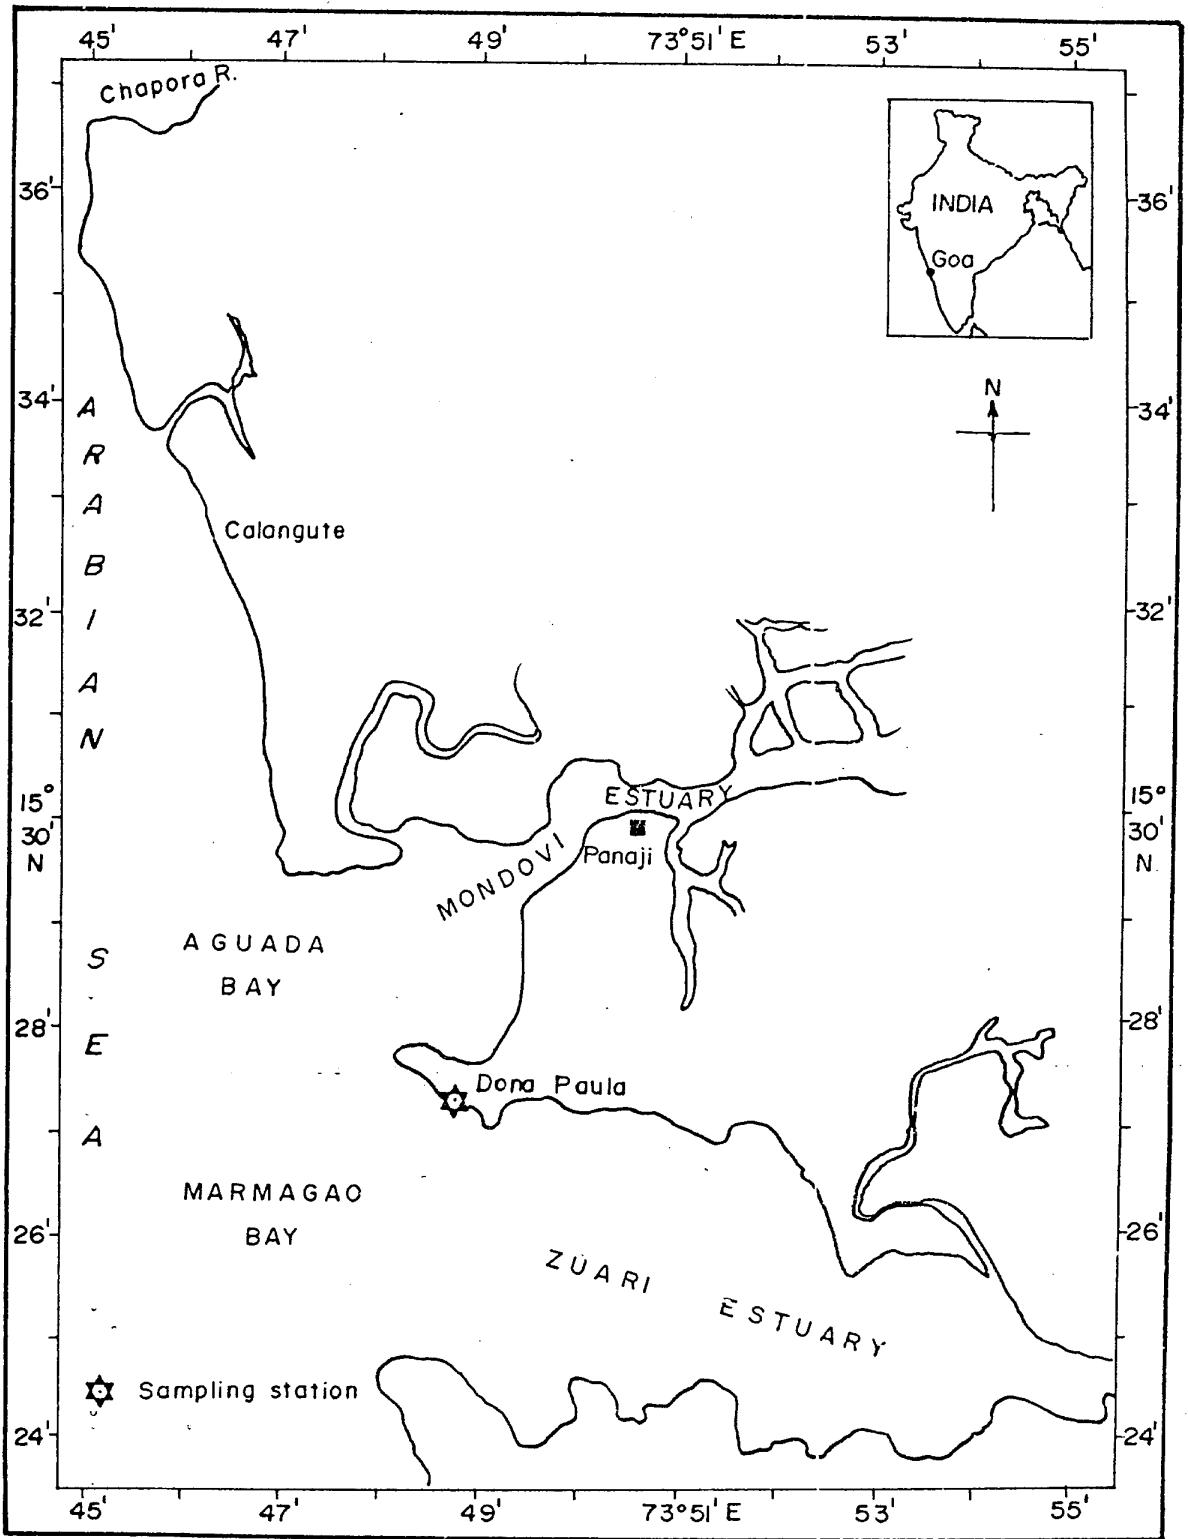 45' 47' 49' 73°51' E 53' 55'
Chapora R.
36' 36'
INDIA
Goa
N
34' 34'
ARABIAN
Calangute
32' 32'
15° 15°
30' 30'
N N
ESTUARY
MONDOVI
Panaji
AGUADA
BAY
SEA
28' 28'
Dona Paula
MARMAGAO
BAY
26' 26'
ZUARI ESTUARY
Sampling station
24' 24'
45' 47' 49' 73°51' E 53' 55'